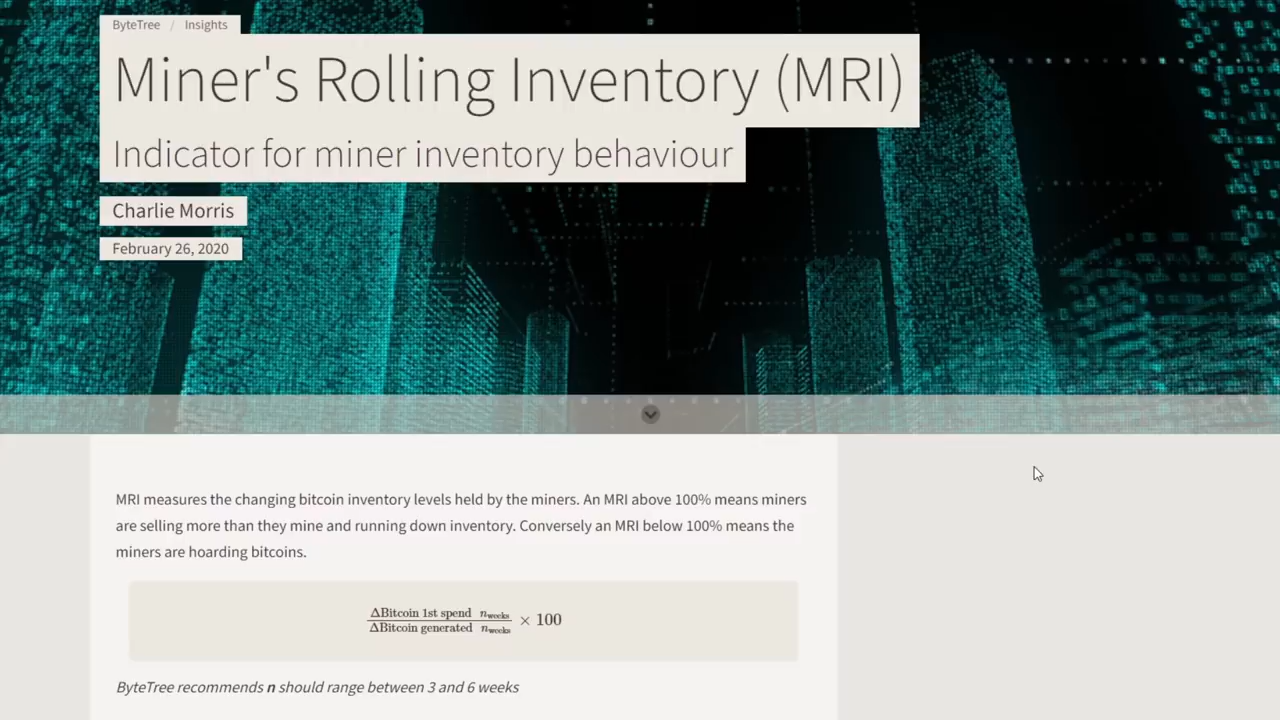 ByteTree / Insights
Miner's Rolling Inventory (MRI)
Indicator for miner inventory behaviour
Charlie Morris
February 26, 2020
MRI measures the changing bitcoin inventory levels held by the miners. An MRI above 100% means miners
are selling more than they mine and running down inventory. Conversely an MRI below 100% means the
miners are hoarding bitcoins.
ΔBitcoin 1st spend n weeks
ΔBitcoin generated n weeks × 100
ByteTree recommends n should range between 3 and 6 weeks